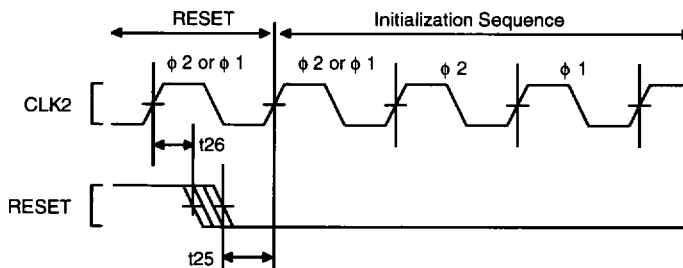 RESET Initialization Sequence
ϕ 2 or ϕ 1 ϕ 2 or ϕ 1 ϕ 2 ϕ 1
CLK2
t26
RESET
t25